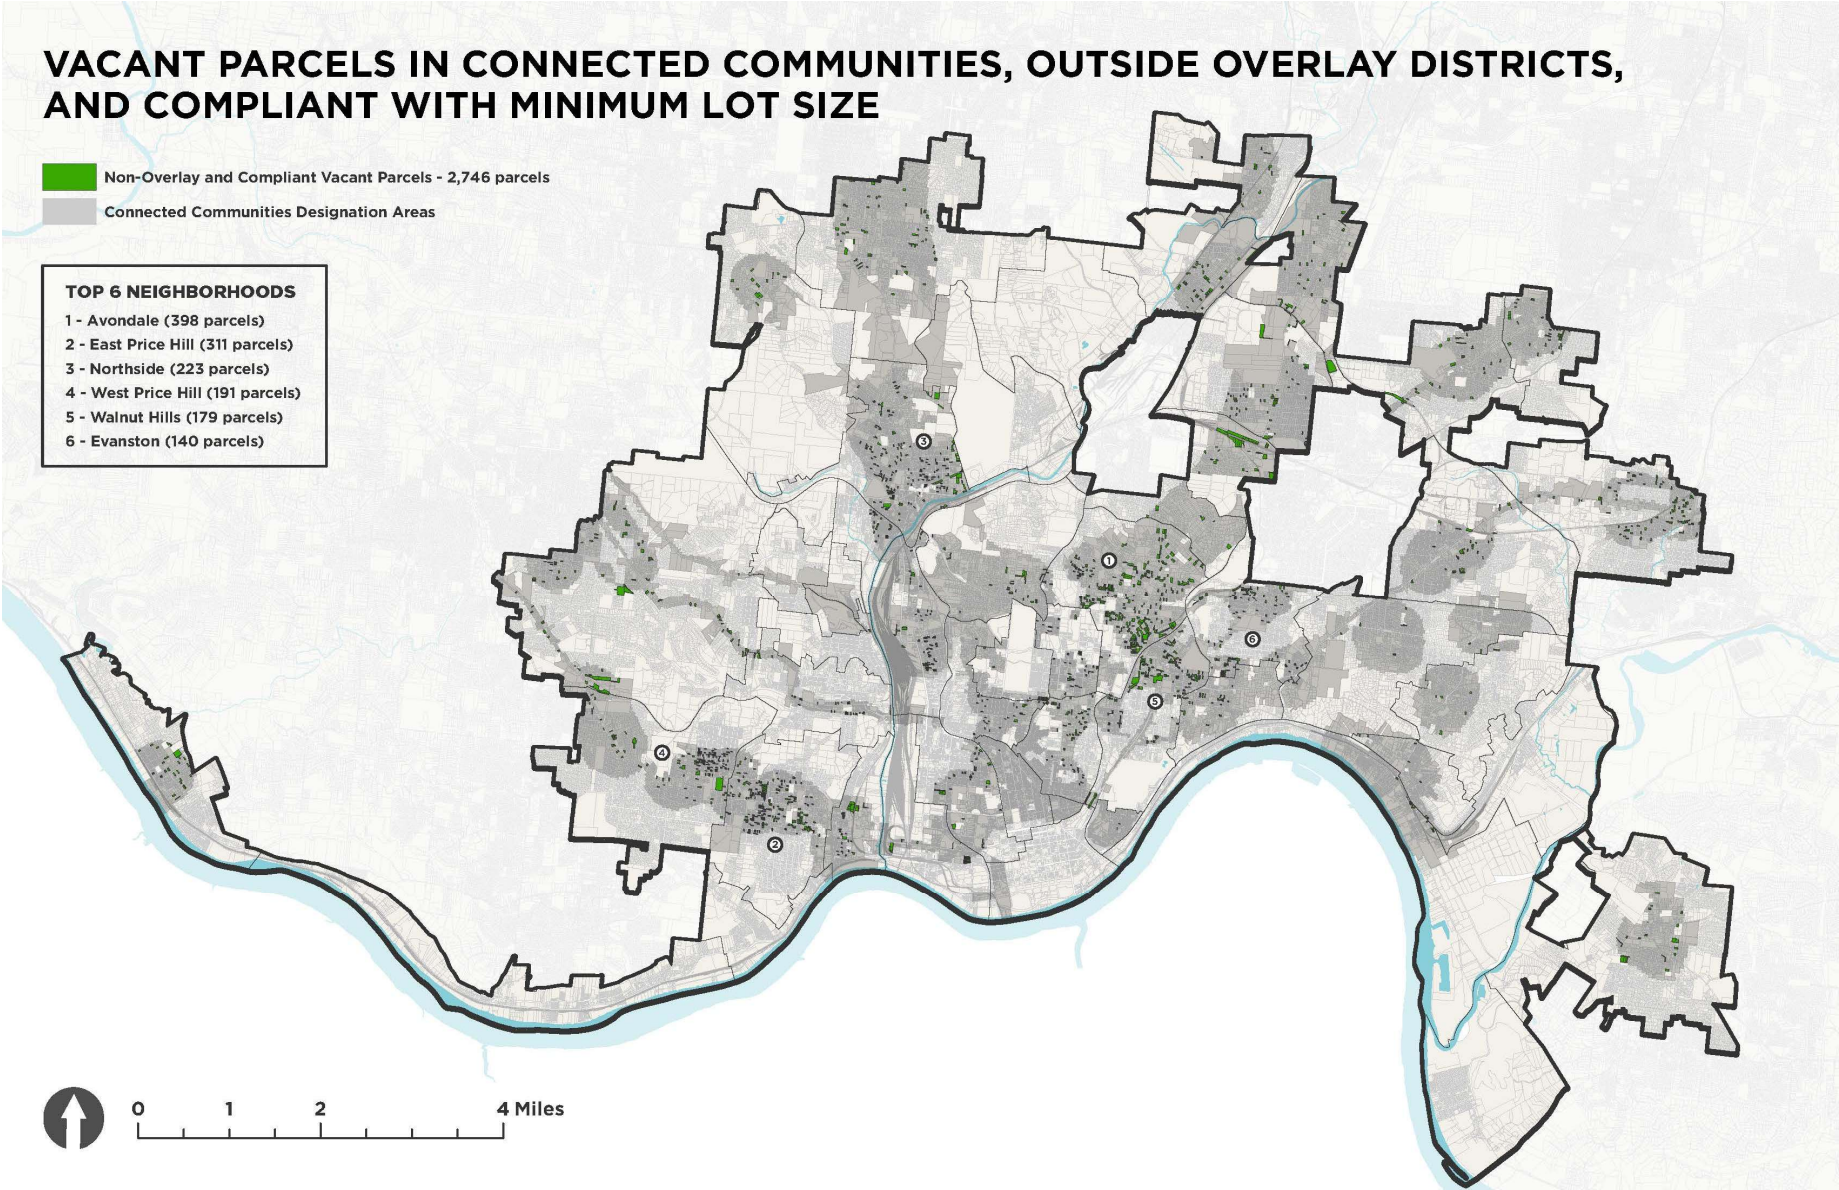 VACANT PARCELS IN CONNECTED COMMUNITIES, OUTSIDE OVERLAY DISTRICTS,
AND COMPLIANT WITH MINIMUM LOT SIZE
Non-Overlay and Compliant Vacant Parcels - 2,746 parcels
Connected Communities Designation Areas
TOP 6 NEIGHBORHOODS
1 - Avondale (398 parcels)
2 - East Price Hill (311 parcels)
3 - Northside (223 parcels)
4 - West Price Hill (191 parcels)
5 - Walnut Hills (179 parcels)
6 - Evanston (140 parcels)
3
1
6
5
4
2
0 1 2 4 Miles